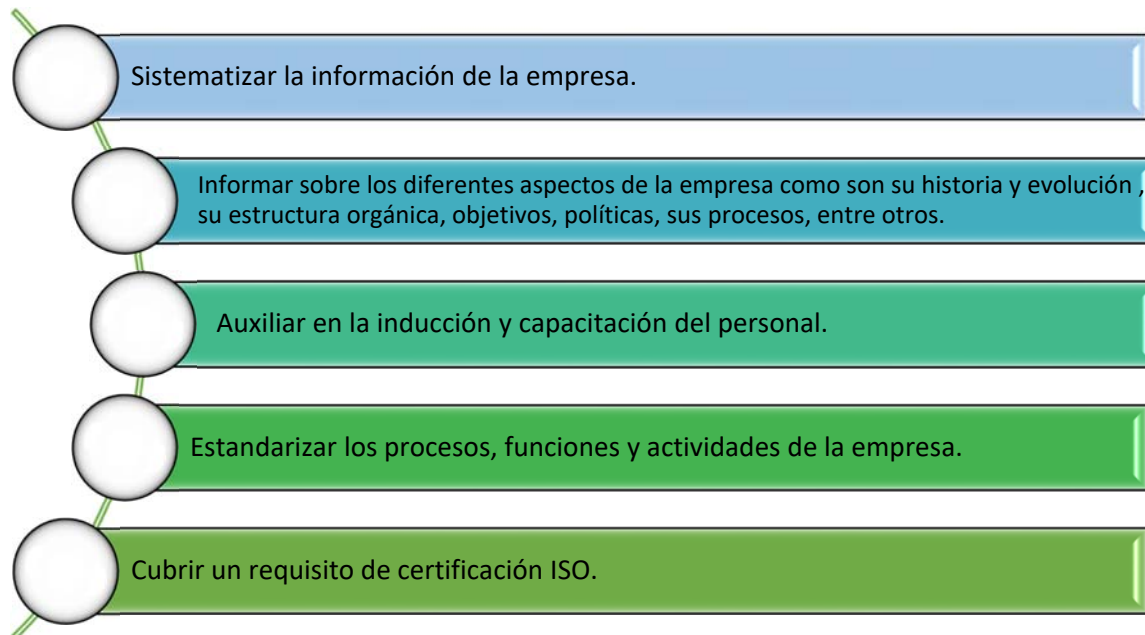 Sistematizar la información de la empresa.
Informar sobre los diferentes aspectos de la empresa como son su historia y evolución ,
su estructura orgánica, objetivos, políticas, sus procesos, entre otros.
Auxiliar en la inducción y capacitación del personal.
Estandarizar los procesos, funciones y actividades de la empresa.
Cubrir un requisito de certificación ISO.